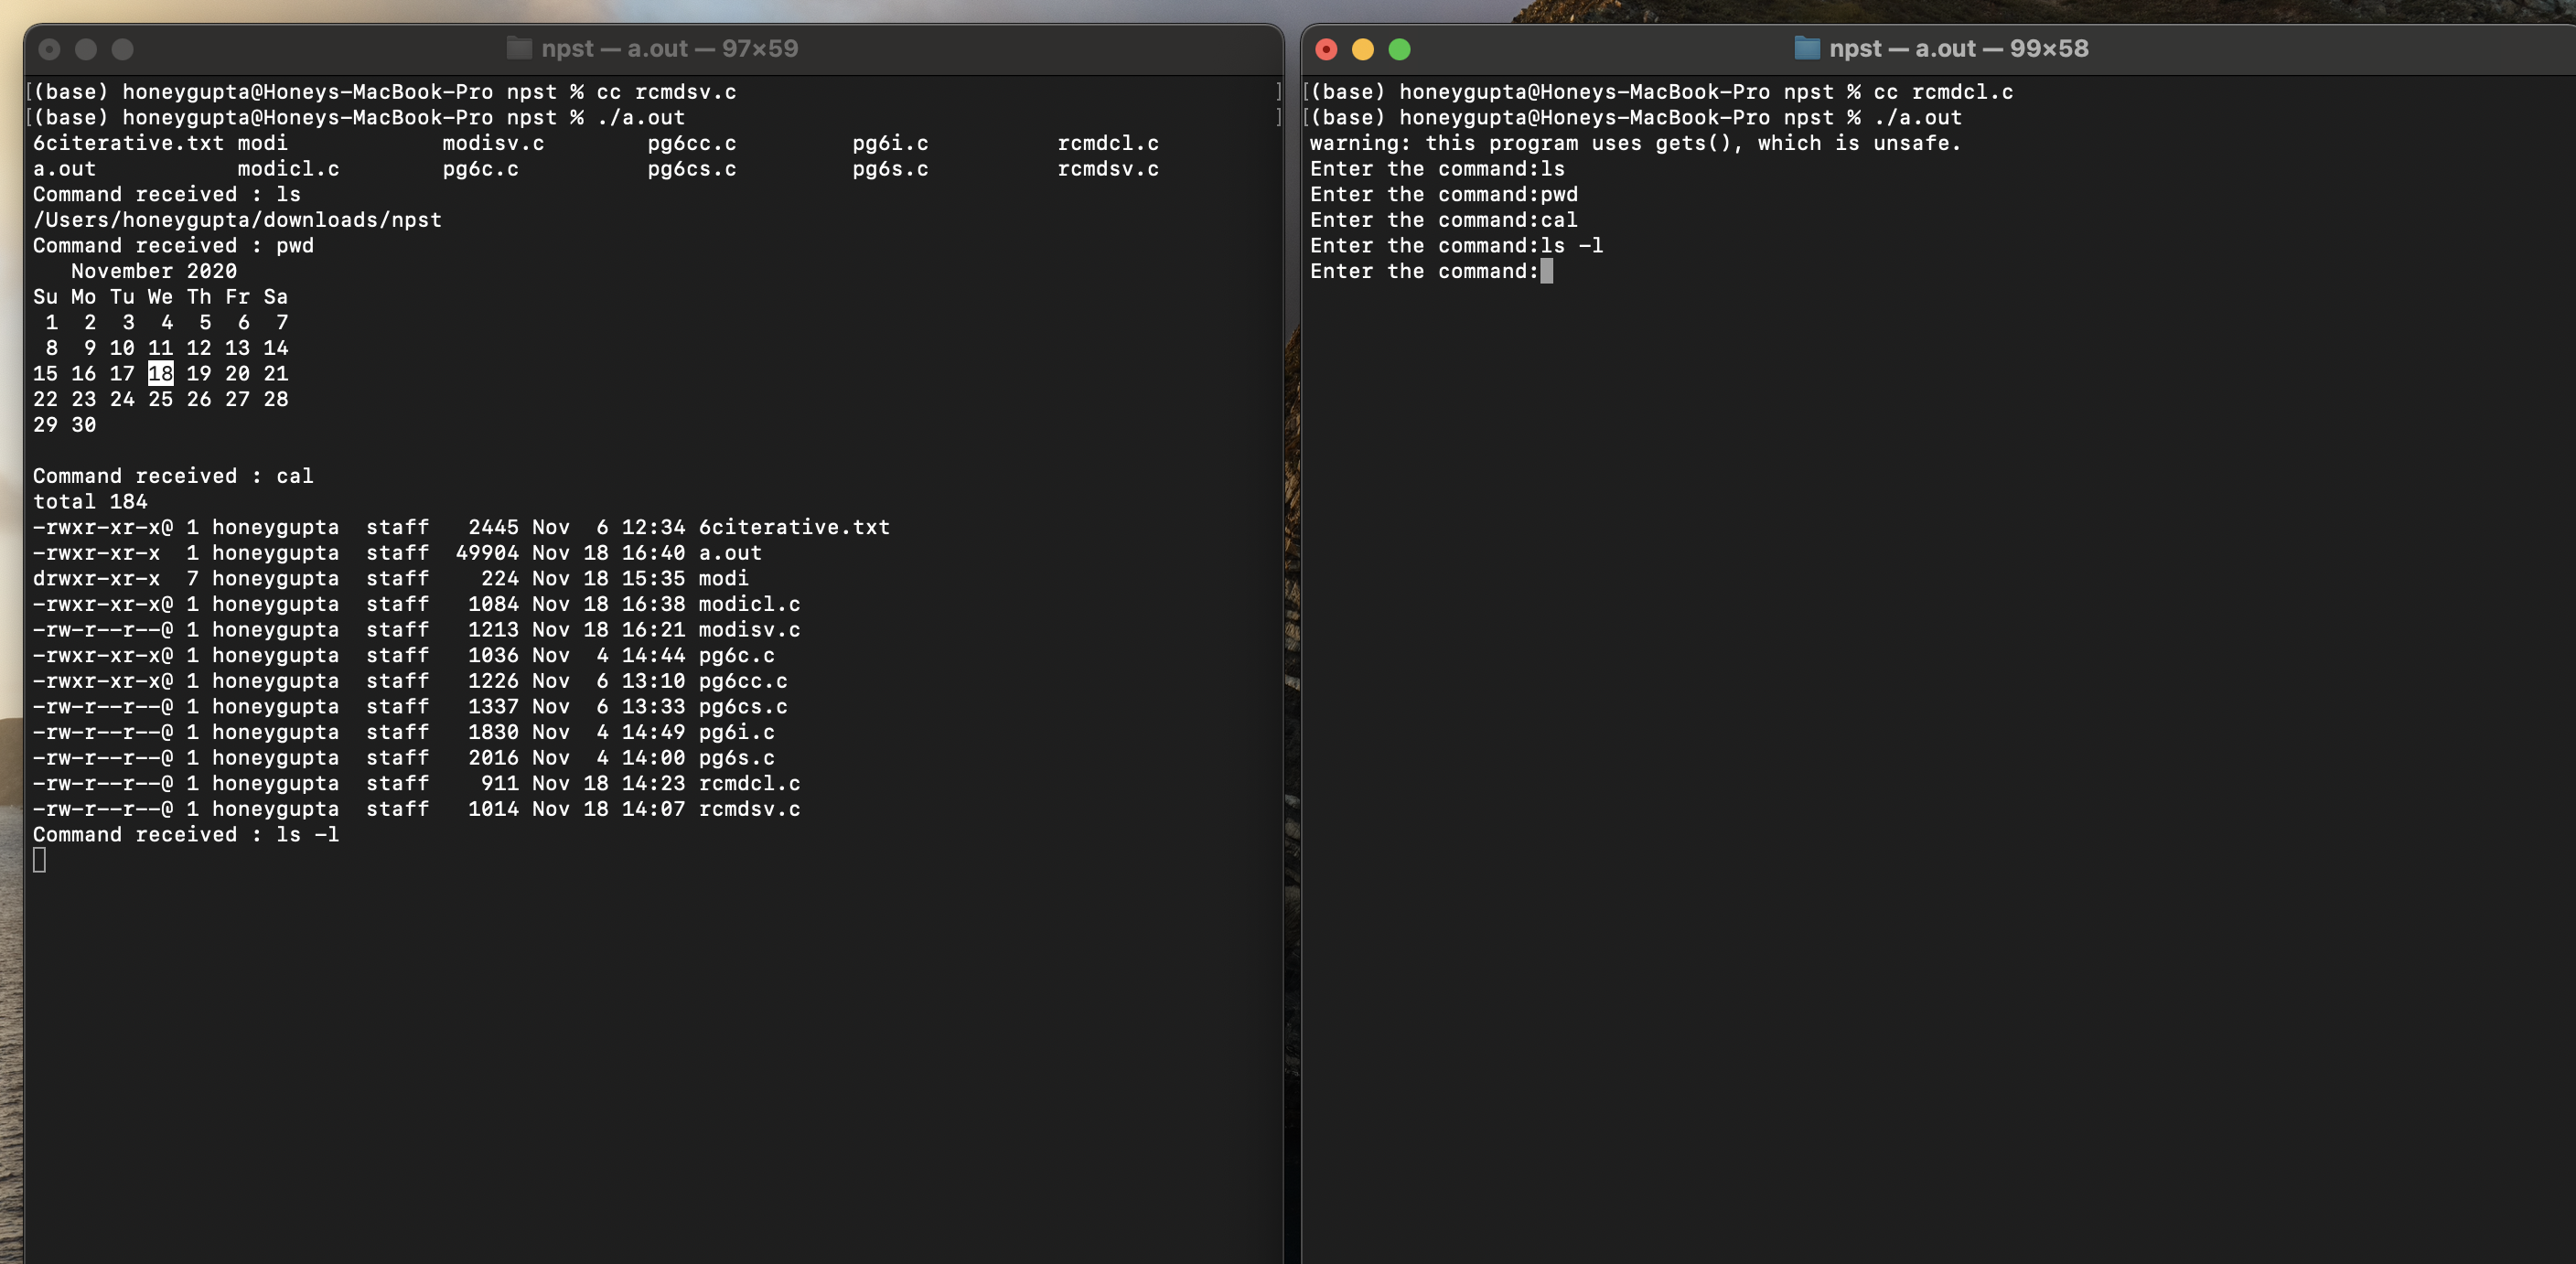 npst — a.out — 97×59
[(base) honeygupta@Honeys-MacBook-Pro npst % cc rcmdsv.c ]
[(base) honeygupta@Honeys-MacBook-Pro npst % ./a.out ]
6citerative.txt modi modisv.c pg6cc.c pg6i.c rcmdcl.c
a.out modicl.c pg6c.c pg6cs.c pg6s.c rcmdsv.c
Command received : ls
/Users/honeygupta/downloads/npst
Command received : pwd
November 2020
Su Mo Tu We Th Fr Sa
1 2 3 4 5 6 7
8 9 10 11 12 13 14
15 16 17 18 19 20 21
22 23 24 25 26 27 28
29 30
Command received : cal
total 184
-rwxr-xr-x@ 1 honeygupta staff 2445 Nov 6 12:34 6citerative.txt
-rwxr-xr-x 1 honeygupta staff 49904 Nov 18 16:40 a.out
drwxr-xr-x 7 honeygupta staff 224 Nov 18 15:35 modi
-rwxr-xr-x@ 1 honeygupta staff 1084 Nov 18 16:38 modicl.c
-rw-r--r--@ 1 honeygupta staff 1213 Nov 18 16:21 modisv.c
-rwxr-xr-x@ 1 honeygupta staff 1036 Nov 4 14:44 pg6c.c
-rwxr-xr-x@ 1 honeygupta staff 1226 Nov 6 13:10 pg6cc.c
-rw-r--r--@ 1 honeygupta staff 1337 Nov 6 13:33 pg6cs.c
-rw-r--r--@ 1 honeygupta staff 1830 Nov 4 14:49 pg6i.c
-rw-r--r--@ 1 honeygupta staff 2016 Nov 4 14:00 pg6s.c
-rw-r--r--@ 1 honeygupta staff 911 Nov 18 14:23 rcmdcl.c
-rw-r--r--@ 1 honeygupta staff 1014 Nov 18 14:07 rcmdsv.c
Command received : ls -l
npst — a.out — 99×58
[(base) honeygupta@Honeys-MacBook-Pro npst % cc rcmdcl.c
[(base) honeygupta@Honeys-MacBook-Pro npst % ./a.out
warning: this program uses gets(), which is unsafe.
Enter the command:ls
Enter the command:pwd
Enter the command:cal
Enter the command:ls -l
Enter the command: